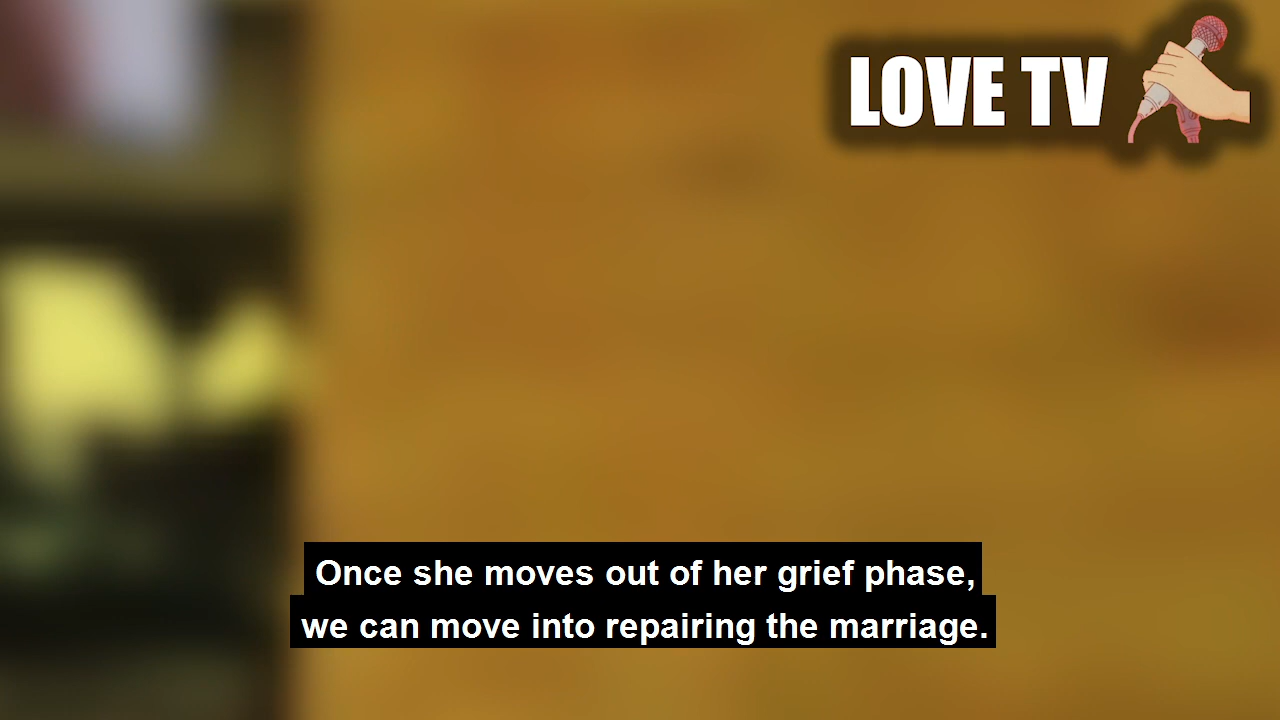 LOVE TV
Once she moves out of her grief phase,
we can move into repairing the marriage.